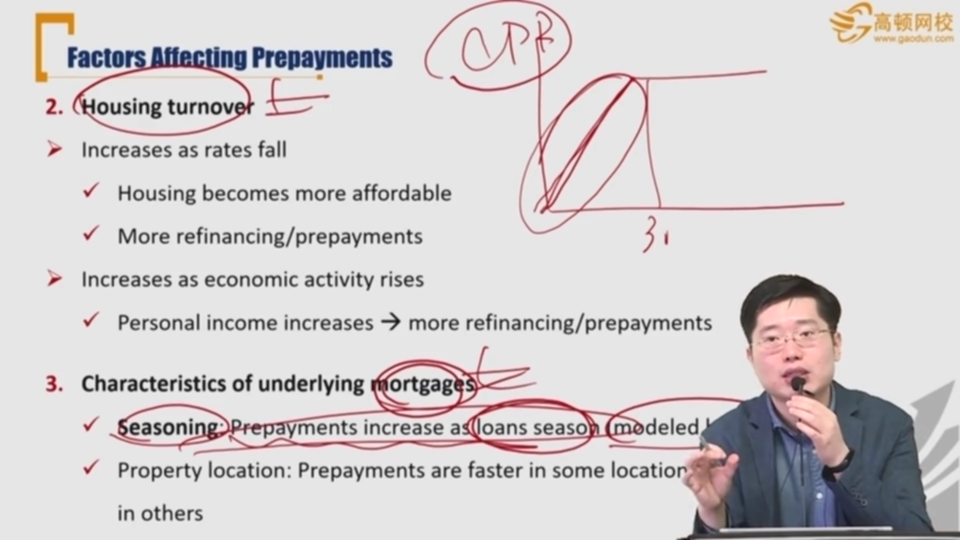 高顿网校
www.gaodun.com
Factors Affecting Prepayments
CPR
2. Housing turnover
Increases as rates fall
Housing becomes more affordable
More refinancing/prepayments
Increases as economic activity rises
Personal income increases → more refinancing/prepayments
3. Characteristics of underlying mortgages
Seasoning: Prepayments increase as loans season (modeled
Property location: Prepayments are faster in some location
in others